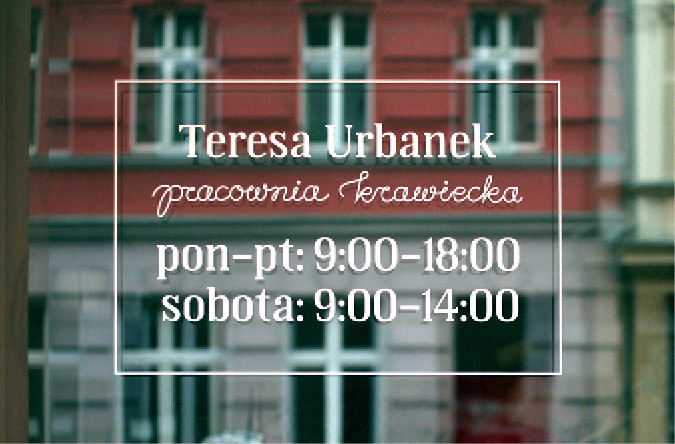 Teresa Urbanek
pracownia krawiecka
pon-pt: 9:00-18:00
sobota: 9:00-14:00